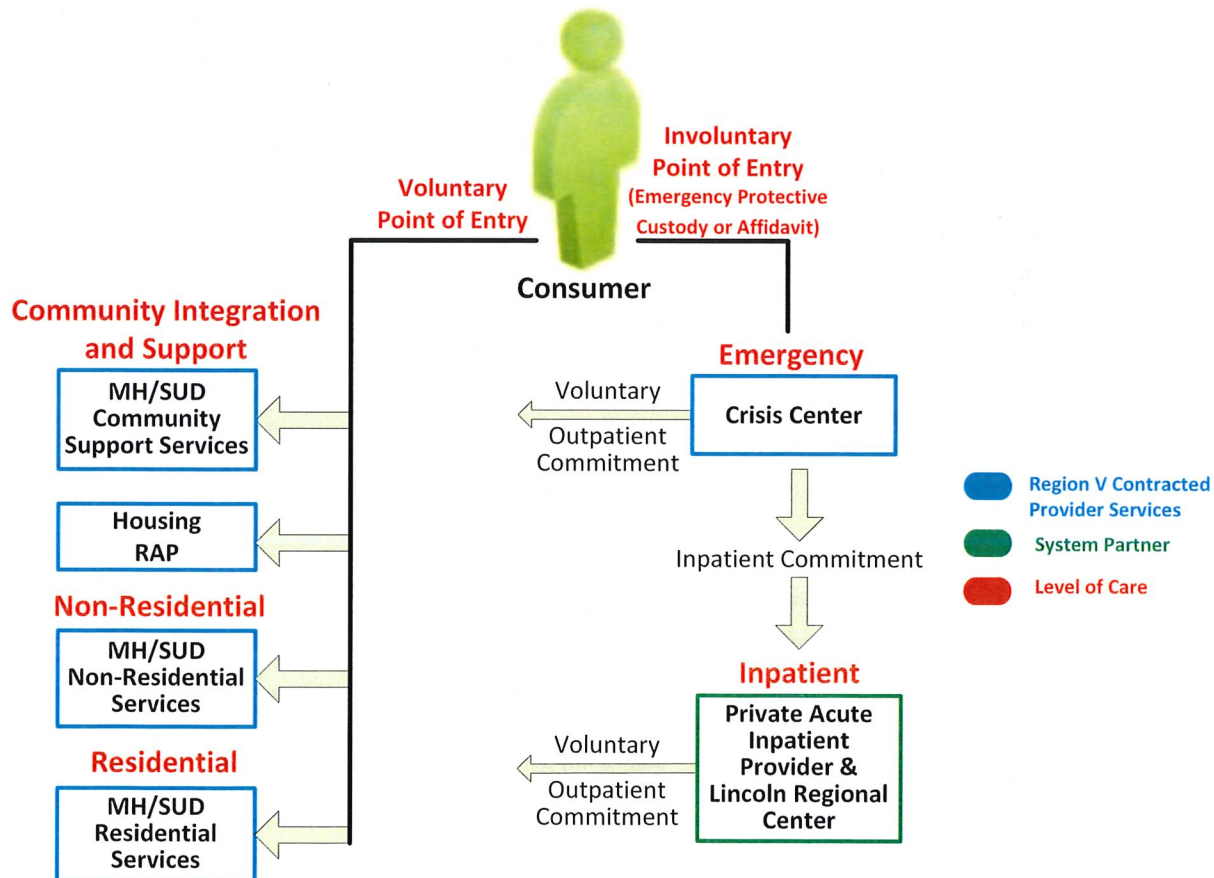 Involuntary
Point of Entry
(Emergency Protective
Custody or Affidavit)
Voluntary
Point of Entry
Consumer
Community Integration
and Support
MH/SUD
Community
Support Services
Housing
RAP
Non-Residential
MH/SUD
Non-Residential
Services
Residential
MH/SUD
Residential
Services
Emergency
Crisis Center
Voluntary
Outpatient
Commitment
Inpatient Commitment
Inpatient
Private Acute
Inpatient
Provider &
Lincoln Regional
Center
Voluntary
Outpatient
Commitment
Region V Contracted
Provider Services
System Partner
Level of Care